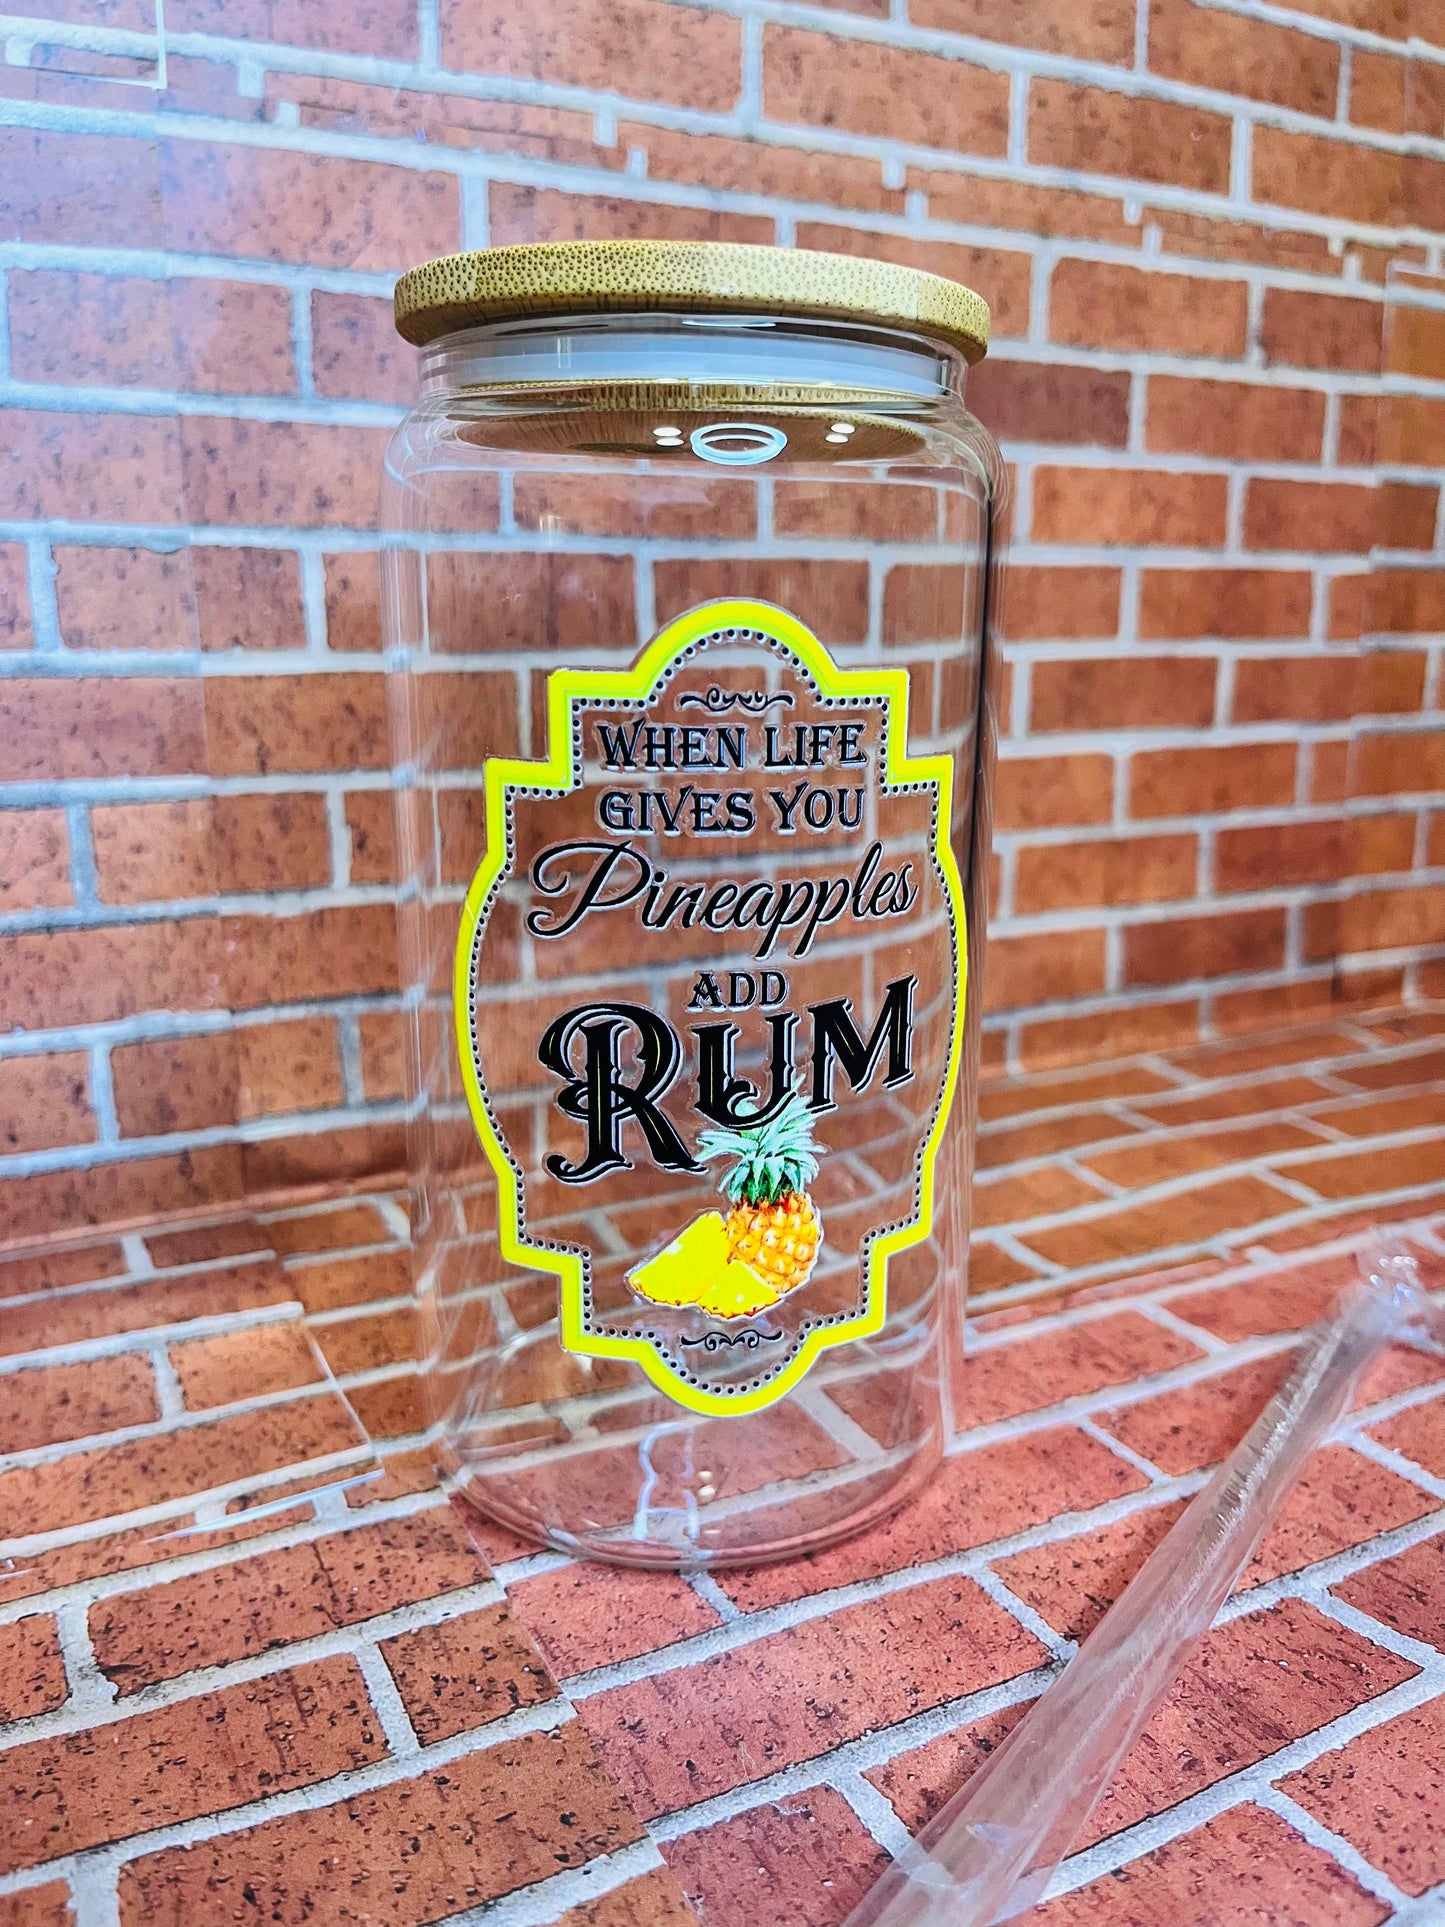 WHEN LIFE
GIVES YOU
Pineapples
ADD
RUM